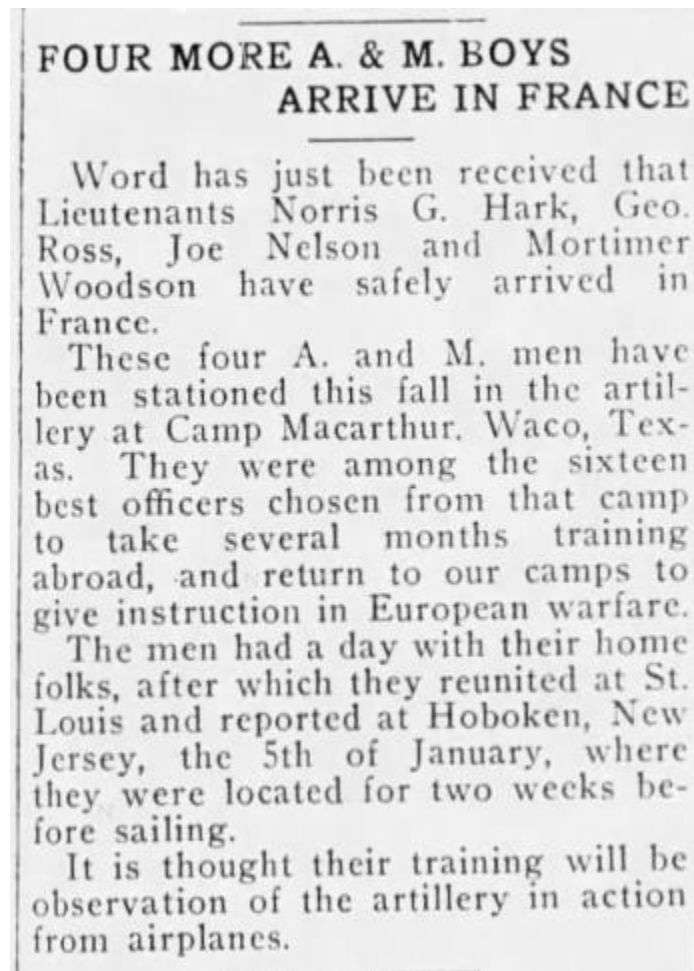 FOUR MORE A. & M. BOYS
ARRIVE IN FRANCE
Word has just been received that
Lieutenants Norris G. Hark, Geo.
Ross, Joe Nelson and Mortimer
Woodson have safely arrived in
France.
These four A. and M. men have
been stationed this fall in the artil-
lery at Camp Macarthur. Waco, Tex-
as. They were among the sixteen
best officers chosen from that camp
to take several months training
abroad, and return to our camps to
give instruction in European warfare.
The men had a day with their home
folks, after which they reunited at St.
Louis and reported at Hoboken, New
Jersey, the 5th of January, where
they were located for two weeks be-
fore sailing.
It is thought their training will be
observation of the artillery in action
from airplanes.